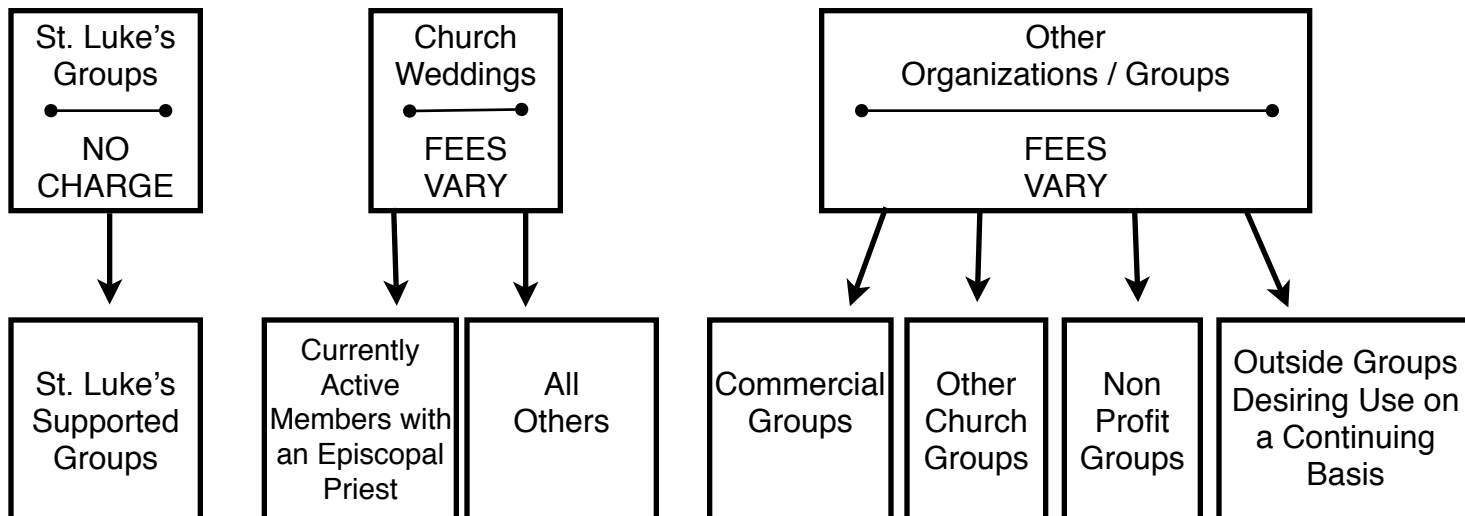 St. Luke's
Groups
NO
CHARGE
Church
Weddings
FEES
VARY
Other
Organizations / Groups
FEES
VARY
St. Luke's
Supported
Groups
Currently
Active
Members with
an Episcopal
Priest
All
Others
Commercial
Groups
Other
Church
Groups
Non
Profit
Groups
Outside Groups
Desiring Use on
a Continuing
Basis